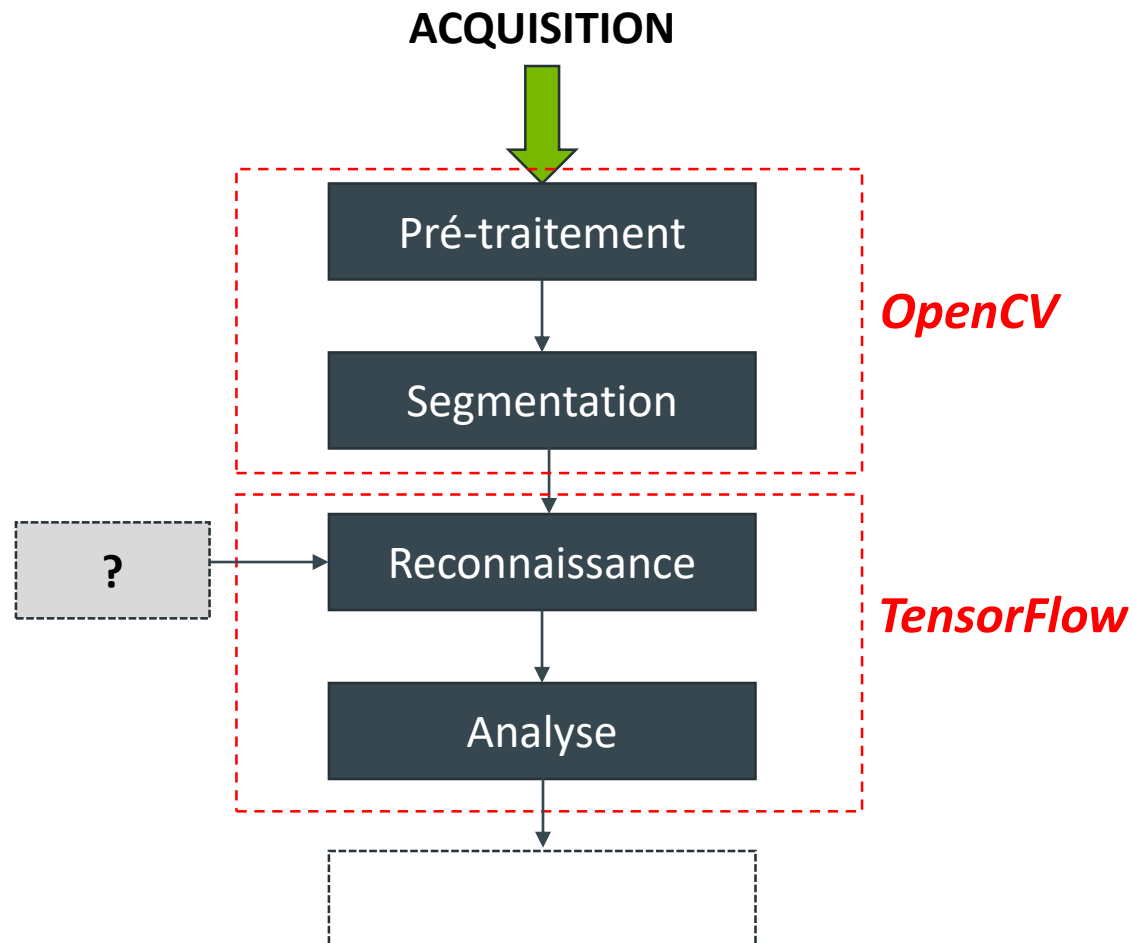 ACQUISITION
Pré-traitement
OpenCV
Segmentation
?
Reconnaissance
TensorFlow
Analyse